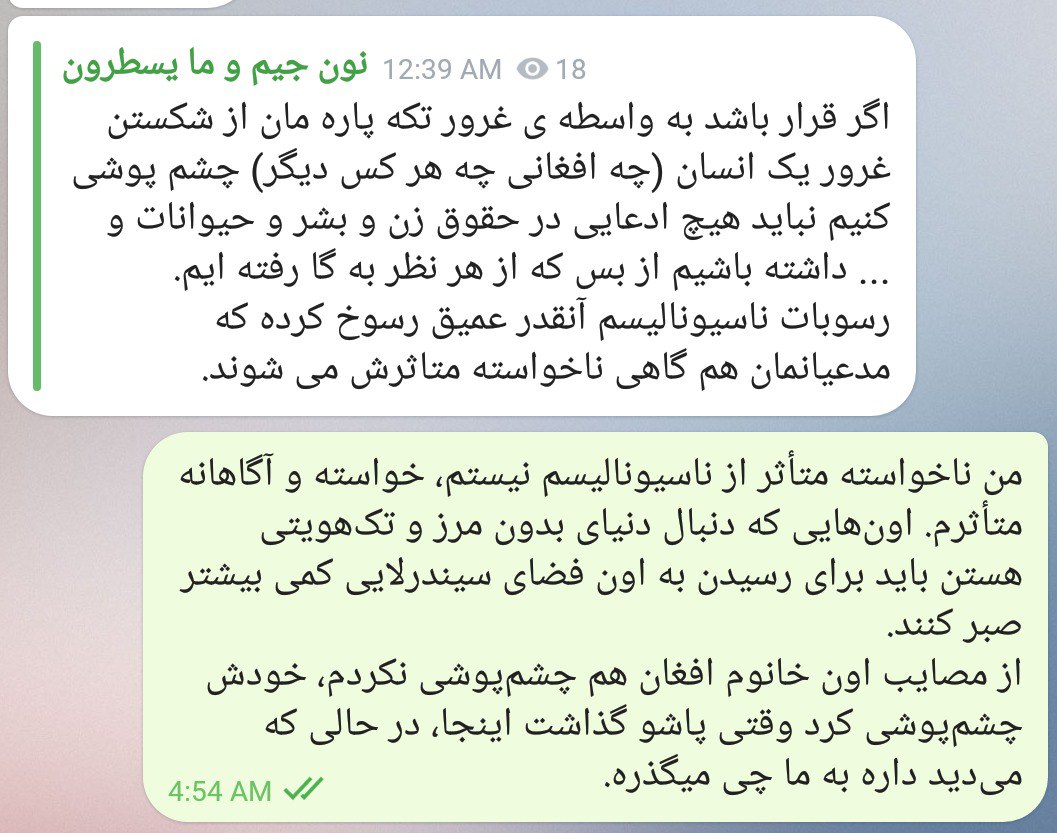 نون جیم و ما یسطرون 12:39 AM 18
اگر قرار باشد به واسطه ی غرور تکه پاره مان از شکستن
غرور یک انسان (چه افغانی چه هر کس دیگر) چشم پوشی
کنیم نباید هیچ ادعایی در حقوق زن و بشر و حیوانات و
... داشته باشیم از بس که از هر نظر به گا رفته ایم.
رسوبات ناسیونالیسم آنقدر عمیق رسوخ کرده که
مدعیانمان هم گاهی ناخواسته متاثرش می شوند.
من ناخواسته متأثر از ناسیونالیسم نیستم، خواسته و آگاهانه
متأثرم. اون‌هایی که دنبال دنیای بدون مرز و تک‌هویتی
هستن باید برای رسیدن به اون فضای سیندرلایی کمی بیشتر
صبر کنند.
از مصایب اون خانوم افغان هم چشم‌پوشی نکردم، خودش
چشم‌پوشی کرد وقتی پاشو گذاشت اینجا، در حالی که
می‌دید داره به ما چی میگذره.
4:54 AM